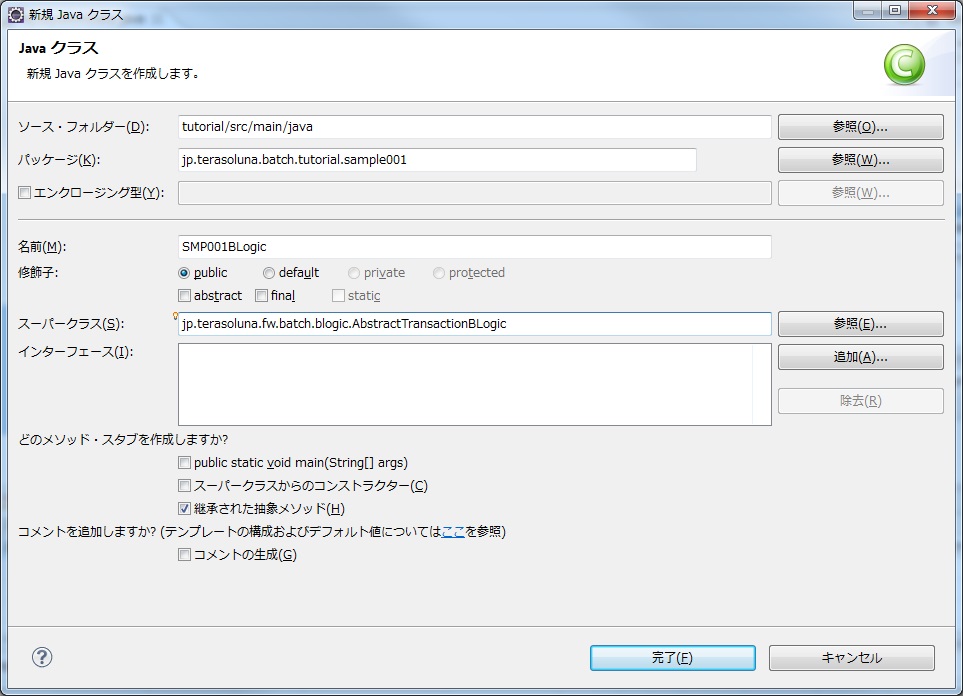 新規 Java クラス
Java クラス
新規 Java クラスを作成します。
C
ソース・フォルダー(D): tutorial/src/main/java 参照(O)...
パッケージ(K): jp.terasoluna.batch.tutorial.sample001 参照(W)...
エンクロージング型(Y): 参照(W)...
名前(M): SMP001BLogic
修飾子: public default private protected
abstract final static
スーパークラス(S): jp.terasoluna.fw.batch.blogic.AbstractTransactionBLogic 参照(E)...
インターフェース(I): 追加(A)...
除去(R)
どのメソッド・スタブを作成しますか?
public static void main(String[] args)
スーパークラスからのコンストラクター(C)
継承された抽象メソッド(H)
コメントを追加しますか? (テンプレートの構成およびデフォルト値についてはここを参照)
コメントの生成(G)
? 完了(F) キャンセル